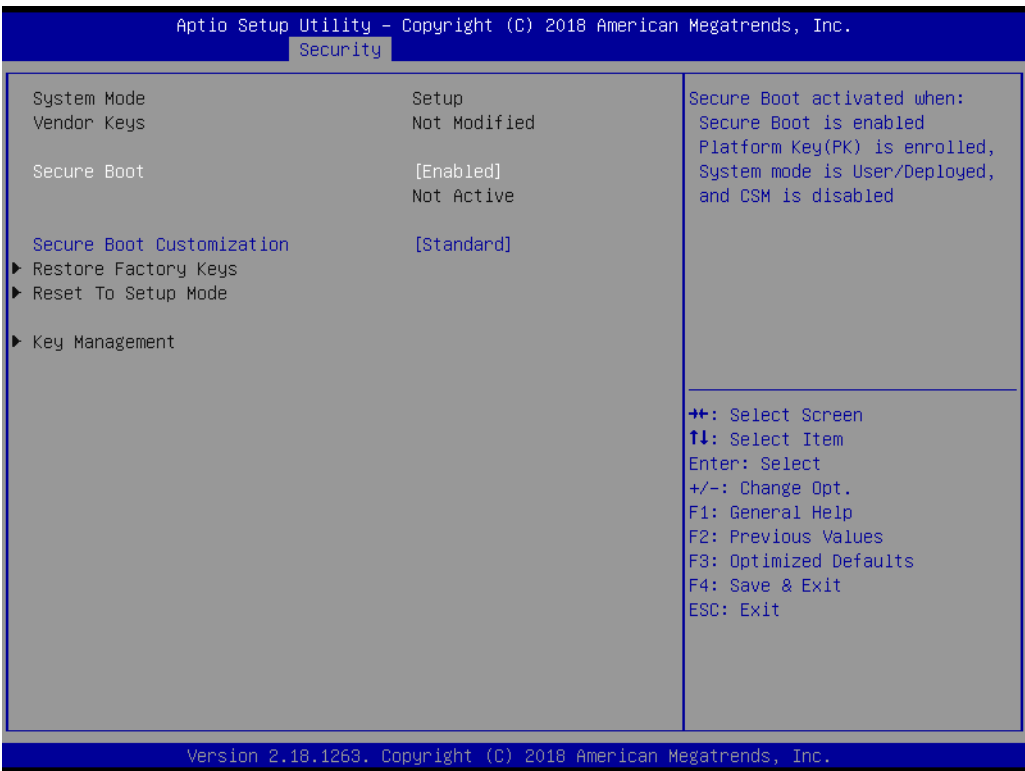 Aptio Setup Utility – Copyright (C) 2018 American Megatrends, Inc.
Security
System Mode Setup
Vendor Keys Not Modified
Secure Boot [Enabled]
Not Active
Secure Boot Customization [Standard]
Restore Factory Keys
Reset To Setup Mode
Key Management
Secure Boot activated when:
Secure Boot is enabled
Platform Key(PK) is enrolled,
System mode is User/Deployed,
and CSM is disabled
→←: Select Screen
↑↓: Select Item
Enter: Select
+/-: Change Opt.
F1: General Help
F2: Previous Values
F3: Optimized Defaults
F4: Save & Exit
ESC: Exit
Version 2.18.1263. Copyright (C) 2018 American Megatrends, Inc.